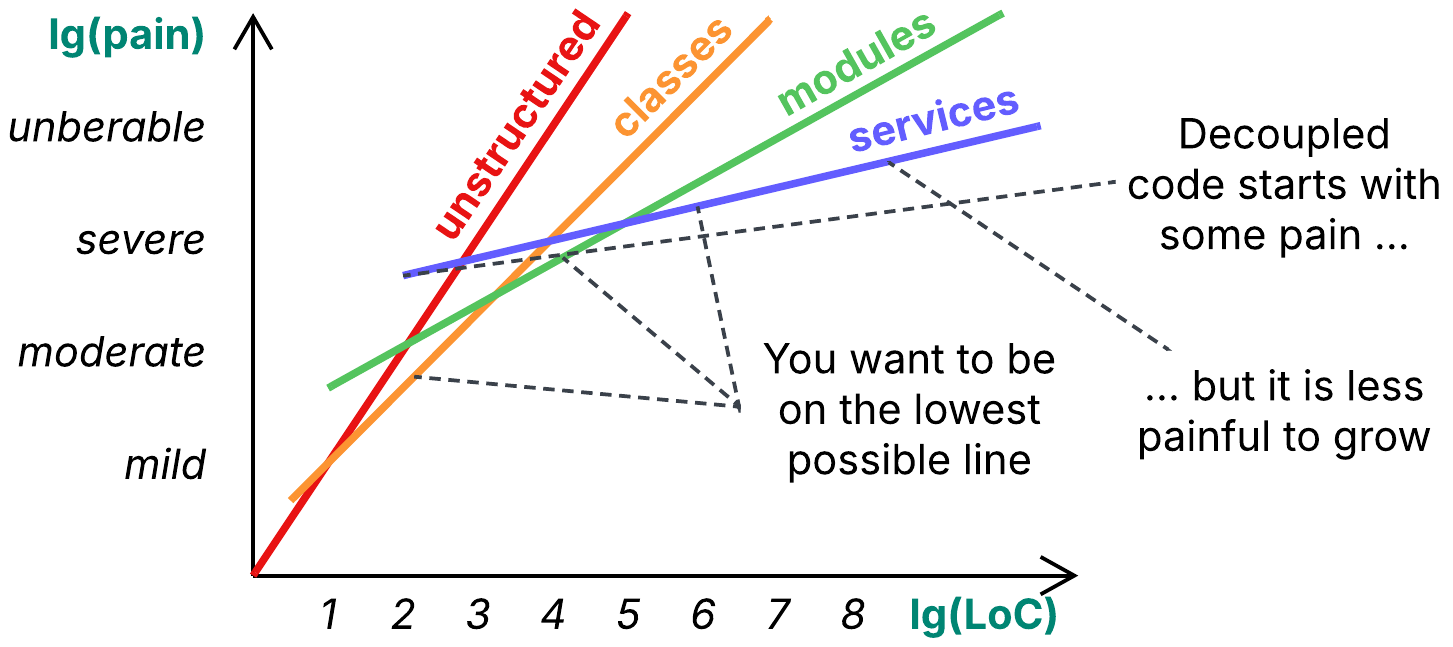 lg(pain)
unberable
severe
moderate
mild
unstructured
classes
modules
services
Decoupled
code starts with
some pain ...
You want to be
on the lowest
possible line
... but it is less
painful to grow
1 2 3 4 5 6 7 8 lg(LoC)